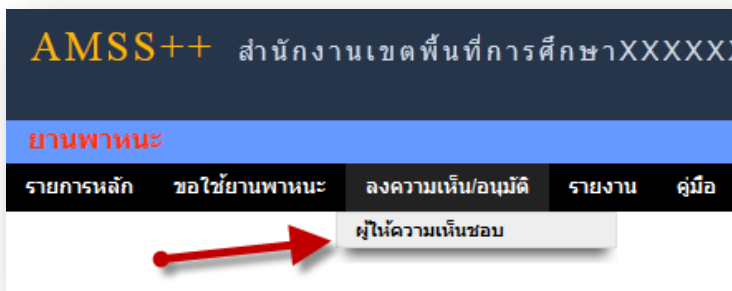 AMSS++ สำนักงานเขตพื้นที่การศึกษาXXXXXX
ยานพาหนะ
รายการหลัก ขอใช้ยานพาหนะ ลงความเห็น/อนุมัติ รายงาน คู่มือ
ผู้ให้ความเห็นชอบ